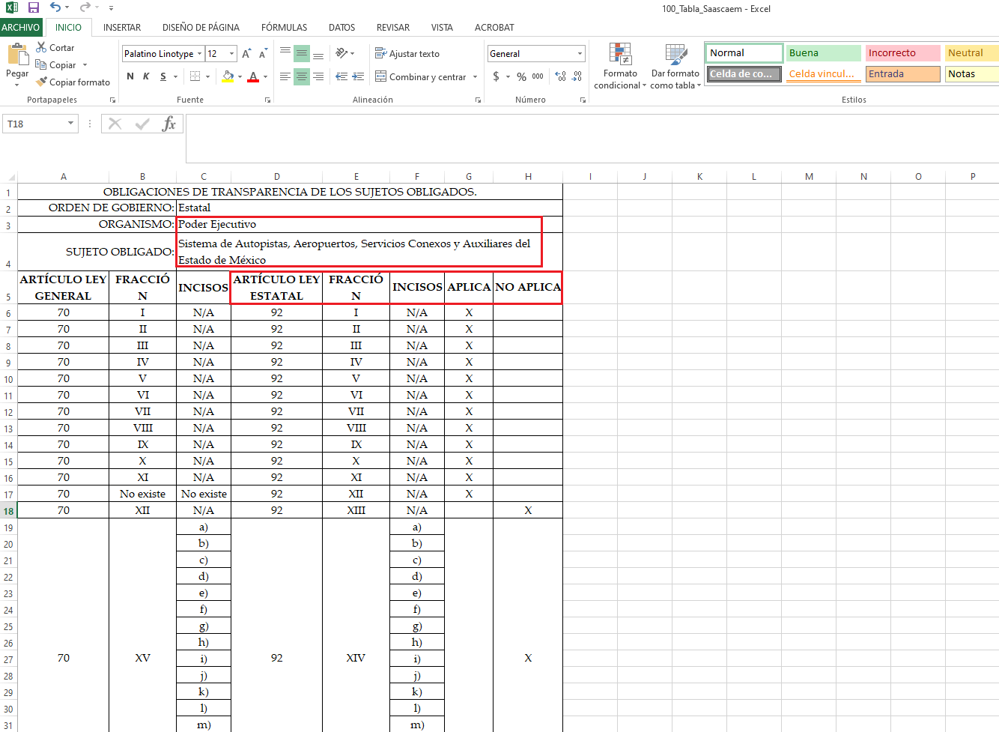 100_Tabla_Saascaem - Excel
ARCHIVO INICIO INSERTAR DISEÑO DE PÁGINA FÓRMULAS DATOS REVISAR VISTA ACROBAT
Pegar
Cortar
Copiar
Copiar formato
Portapapeles
Palatino Linotype 12
N K S
Fuente
Ajustar texto
Combinar y centrar
Alineación
General
$ % 000
Número
Formato condicional
Dar formato como tabla
Normal Buena Incorrecto Neutral
Celda de co... Celda vincul... Entrada Notas
Estilos
T18 fx
A B C D E F G H I J K L M N O P
1 OBLIGACIONES DE TRANSPARENCIA DE LOS SUJETOS OBLIGADOS.
2 ORDEN DE GOBIERNO: Estatal
3 ORGANISMO: Poder Ejecutivo
4 SUJETO OBLIGADO: Sistema de Autopistas, Aeropuertos, Servicios Conexos y Auxiliares del
Estado de México
5 ARTÍCULO LEY GENERAL FRACCIÓN INCISOS ARTÍCULO LEY ESTATAL FRACCIÓN INCISOS APLICA NO APLICA
6 70 I N/A 92 I N/A X
7 70 II N/A 92 II N/A X
8 70 III N/A 92 III N/A X
9 70 IV N/A 92 IV N/A X
10 70 V N/A 92 V N/A X
11 70 VI N/A 92 VI N/A X
12 70 VII N/A 92 VII N/A X
13 70 VIII N/A 92 VIII N/A X
14 70 IX N/A 92 IX N/A X
15 70 X N/A 92 X N/A X
16 70 XI N/A 92 XI N/A X
17 70 No existe No existe 92 XII N/A X
18 70 XII N/A 92 XIII N/A X
19 a) a)
20 b) b)
21 c) c)
22 d) d)
23 e) e)
24 f) f)
25 g) g)
26 h) h)
27 70 XV i) 92 XIV i) X
28 j) j)
29 k) k)
30 l) l)
31 m) m)